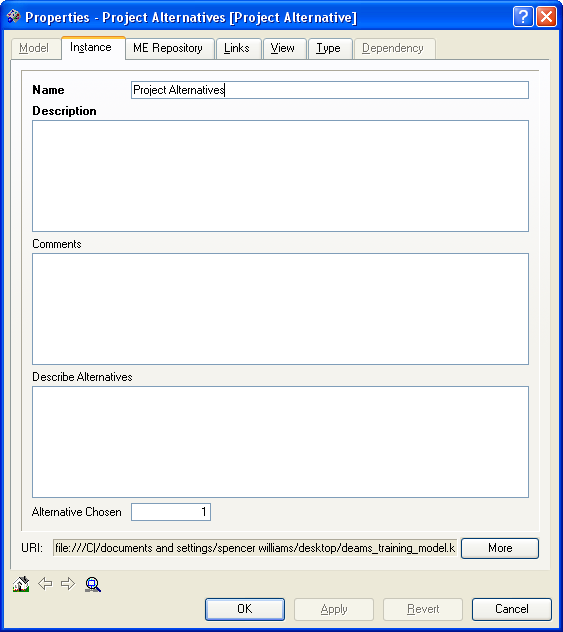 Properties - Project Alternatives [Project Alternative]
Model Instance ME Repository Links View Type Dependency
Name Project Alternatives
Description
Comments
Describe Alternatives
Alternative Chosen 1
URI: file:///C|/documents and settings/spencer williams/desktop/deams_training_model.k More
OK Apply Revert Cancel